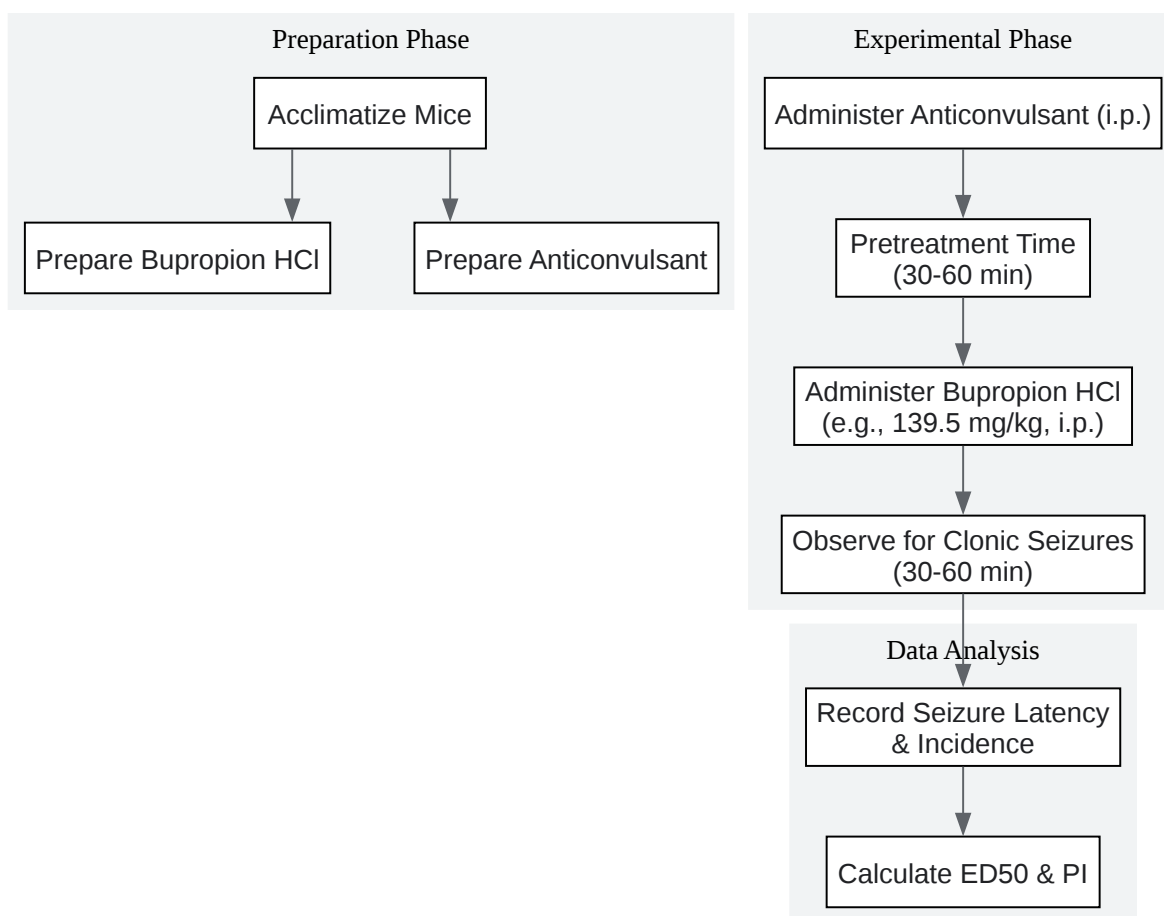 Preparation Phase
Acclimatize Mice
Prepare Bupropion HCl
Prepare Anticonvulsant
Experimental Phase
Administer Anticonvulsant (i.p.)
Pretreatment Time
(30-60 min)
Administer Bupropion HCl
(e.g., 139.5 mg/kg, i.p.)
Observe for Clonic Seizures
(30-60 min)
Data Analysis
Record Seizure Latency
& Incidence
Calculate ED50 & PI